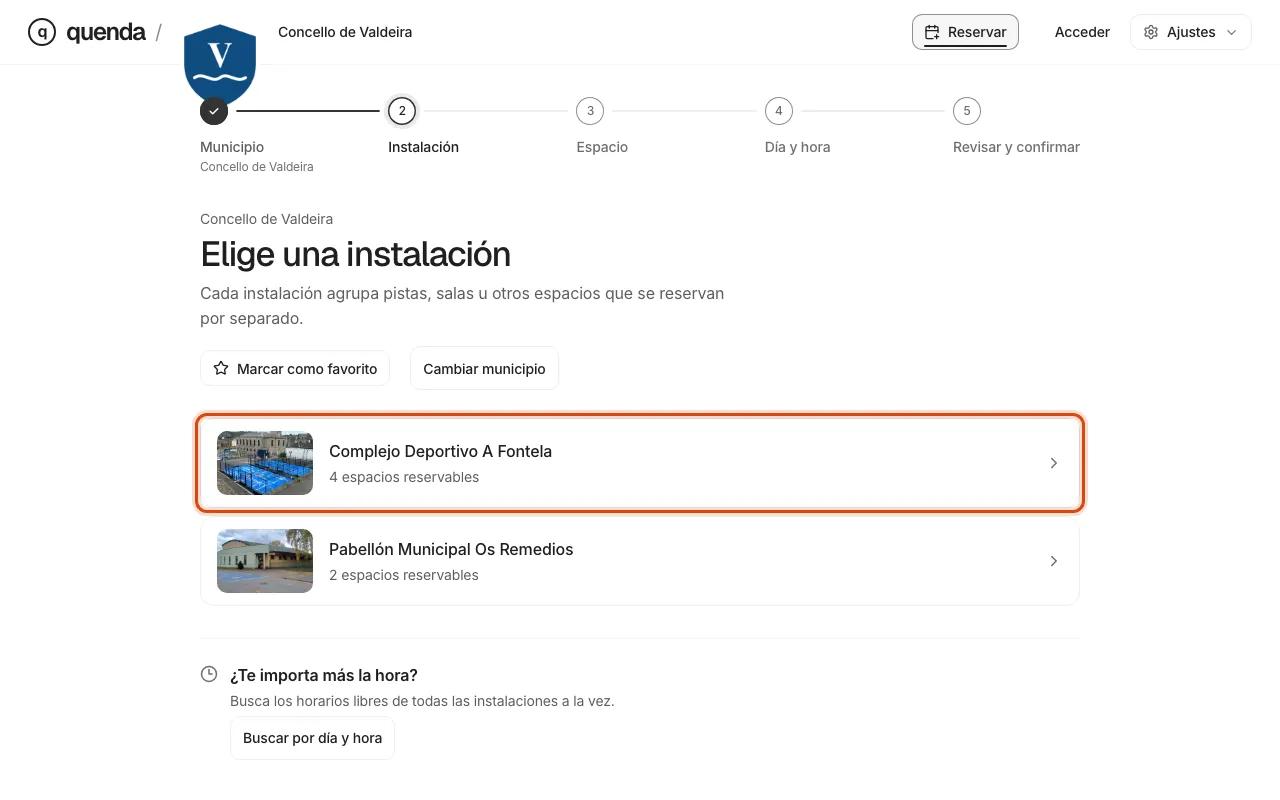 q quenda / V Concello de Valdeira Reservar Acceder Ajustes
2 3 4 5
Municipio Instalación Espacio Día y hora Revisar y confirmar
Concello de Valdeira
Concello de Valdeira
Elige una instalación
Cada instalación agrupa pistas, salas u otros espacios que se reservan
por separado.
Marcar como favorito Cambiar municipio
Complejo Deportivo A Fontela
4 espacios reservables
Pabellón Municipal Os Remedios
2 espacios reservables
¿Te importa más la hora?
Busca los horarios libres de todas las instalaciones a la vez.
Buscar por día y hora